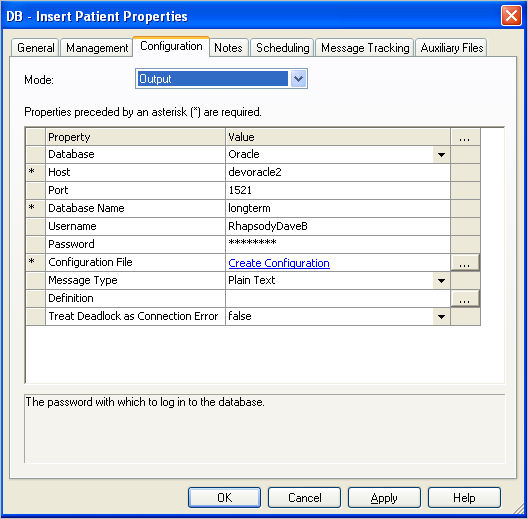 DB - Insert Patient Properties
General Management Configuration Notes Scheduling Message Tracking Auxiliary Files
Mode: Output
Properties preceded by an asterisk (*) are required.
Property Value ...
Database Oracle
* Host devoracle2
Port 1521
* Database Name longterm
Username RhapsodyDaveB
Password ********
* Configuration File Create Configuration ...
Message Type Plain Text
Definition ...
Treat Deadlock as Connection Error false
The password with which to log in to the database.
OK Cancel Apply Help